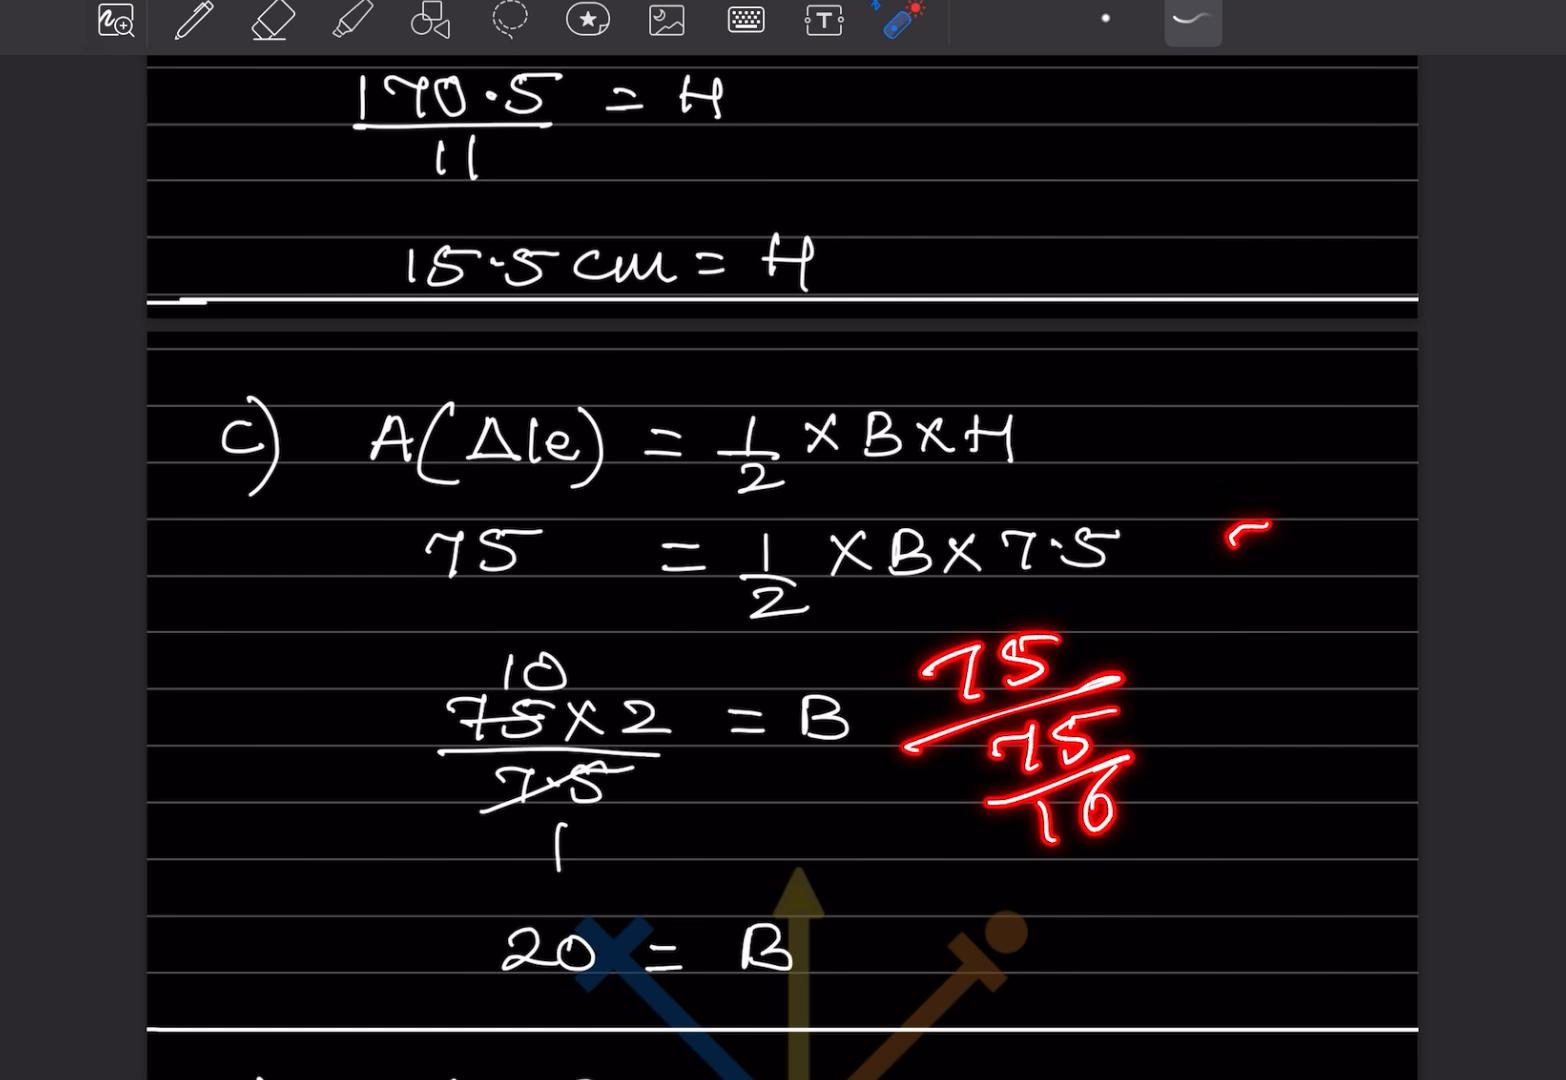 170.5 = H
11
15.5 cm = H
c) A(Δle) = 1/2 × B × H
75 = 1/2 × B × 7.5
10
75 × 2 = B
7.5
1
75
75
10
20 = B